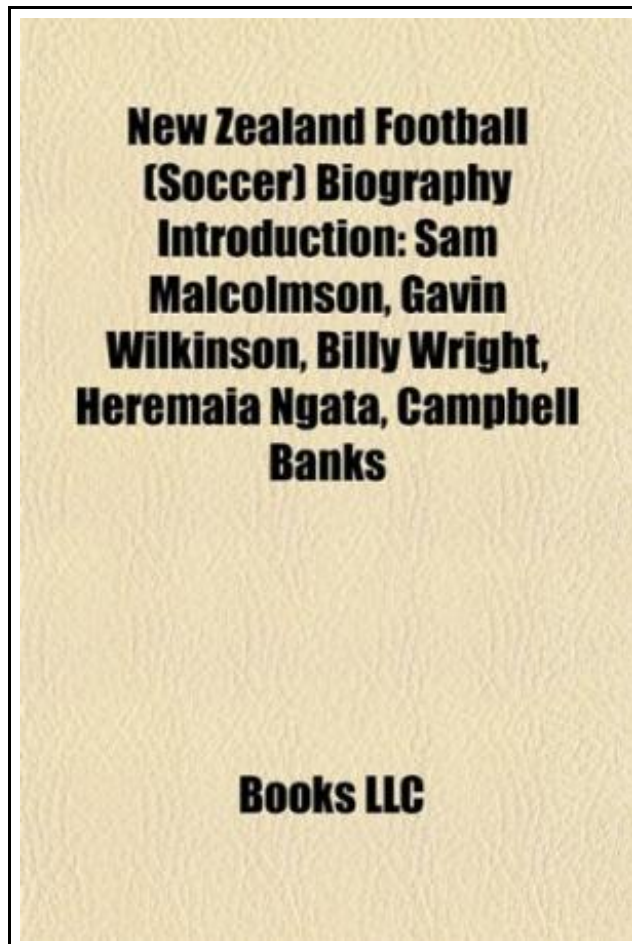 New Zealand Football
(Soccer) Biography
Introduction: Sam
Malcolmson, Gavin
Wilkinson, Billy Wright,
Heremaia Ngata, Campbell
Banks
Books LLC